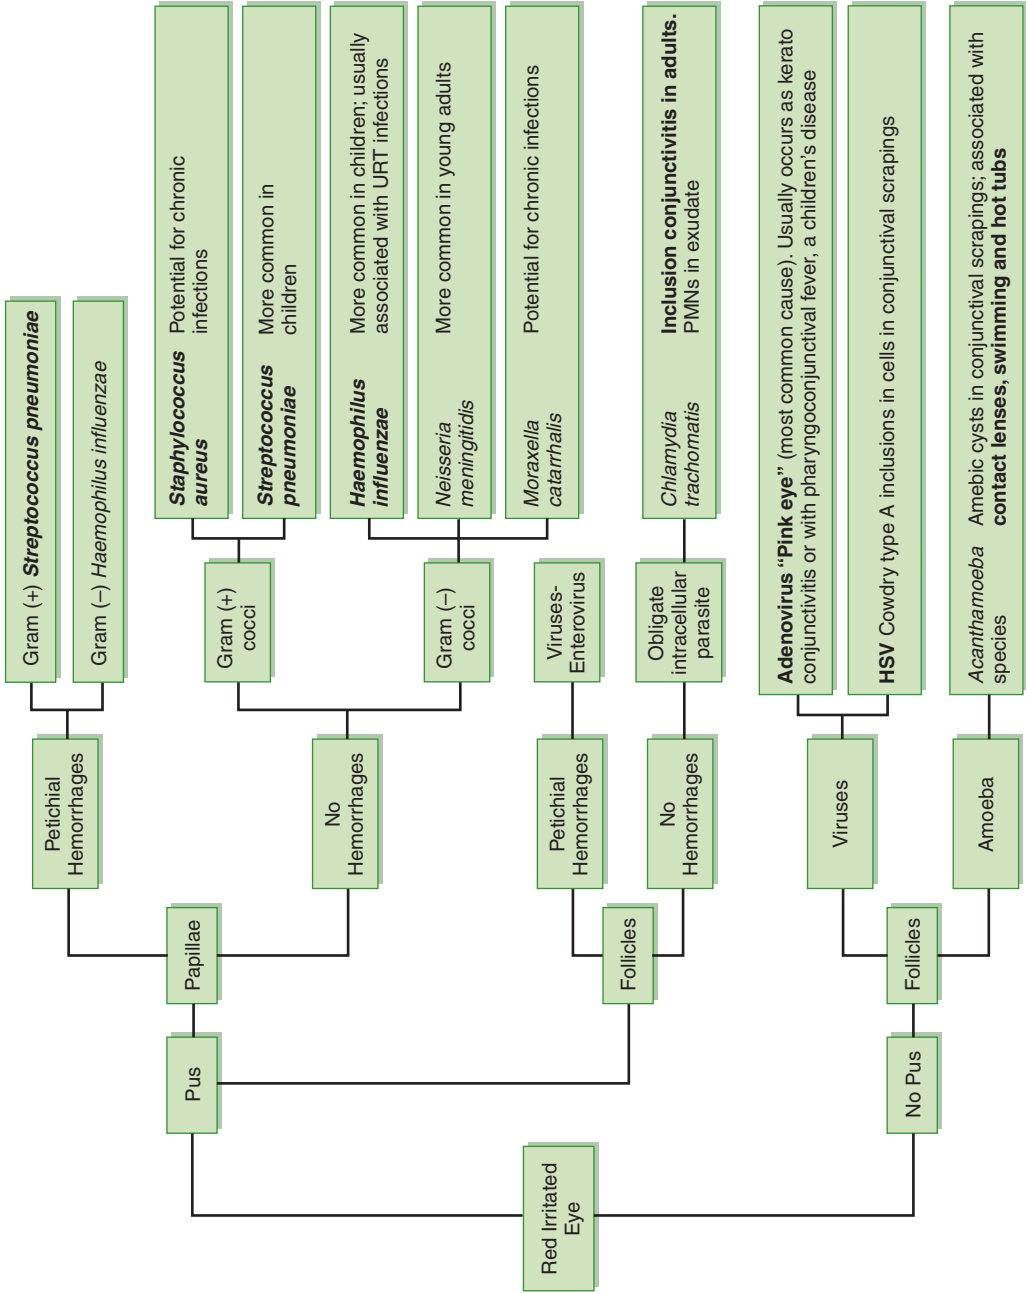 Red Irritated
Eye
Pus
Papillae
Petichial
Hemorrhages
Gram (+) Streptococcus pneumoniae
Gram (–) Haemophilus influenzae
No
Hemorrhages
Gram (+)
cocci
Staphylococcus
aureus
Potential for chronic
infections
Streptococcus
pneumoniae
More common in
children
Gram (–)
cocci
Haemophilus
influenzae
More common in children; usually
associated with URT infections
Neisseria
meningitidis
More common in young adults
Moraxella
catarrhalis
Potential for chronic infections
Follicles
Petichial
Hemorrhages
Viruses-
Enterovirus
No
Hemorrhages
Obligate
intracellular
parasite
Chlamydia
trachomatis
Inclusion conjunctivitis in adults.
PMNs in exudate
No Pus
Follicles
Viruses
Adenovirus “Pink eye” (most common cause). Usually occurs as kerato
conjunctivitis or with pharyngoconjunctival fever, a children’s disease
HSV Cowdry type A inclusions in cells in conjunctival scrapings
Amoeba
Acanthamoeba
species
Amebic cysts in conjunctival scrapings; associated with
contact lenses, swimming and hot tubs